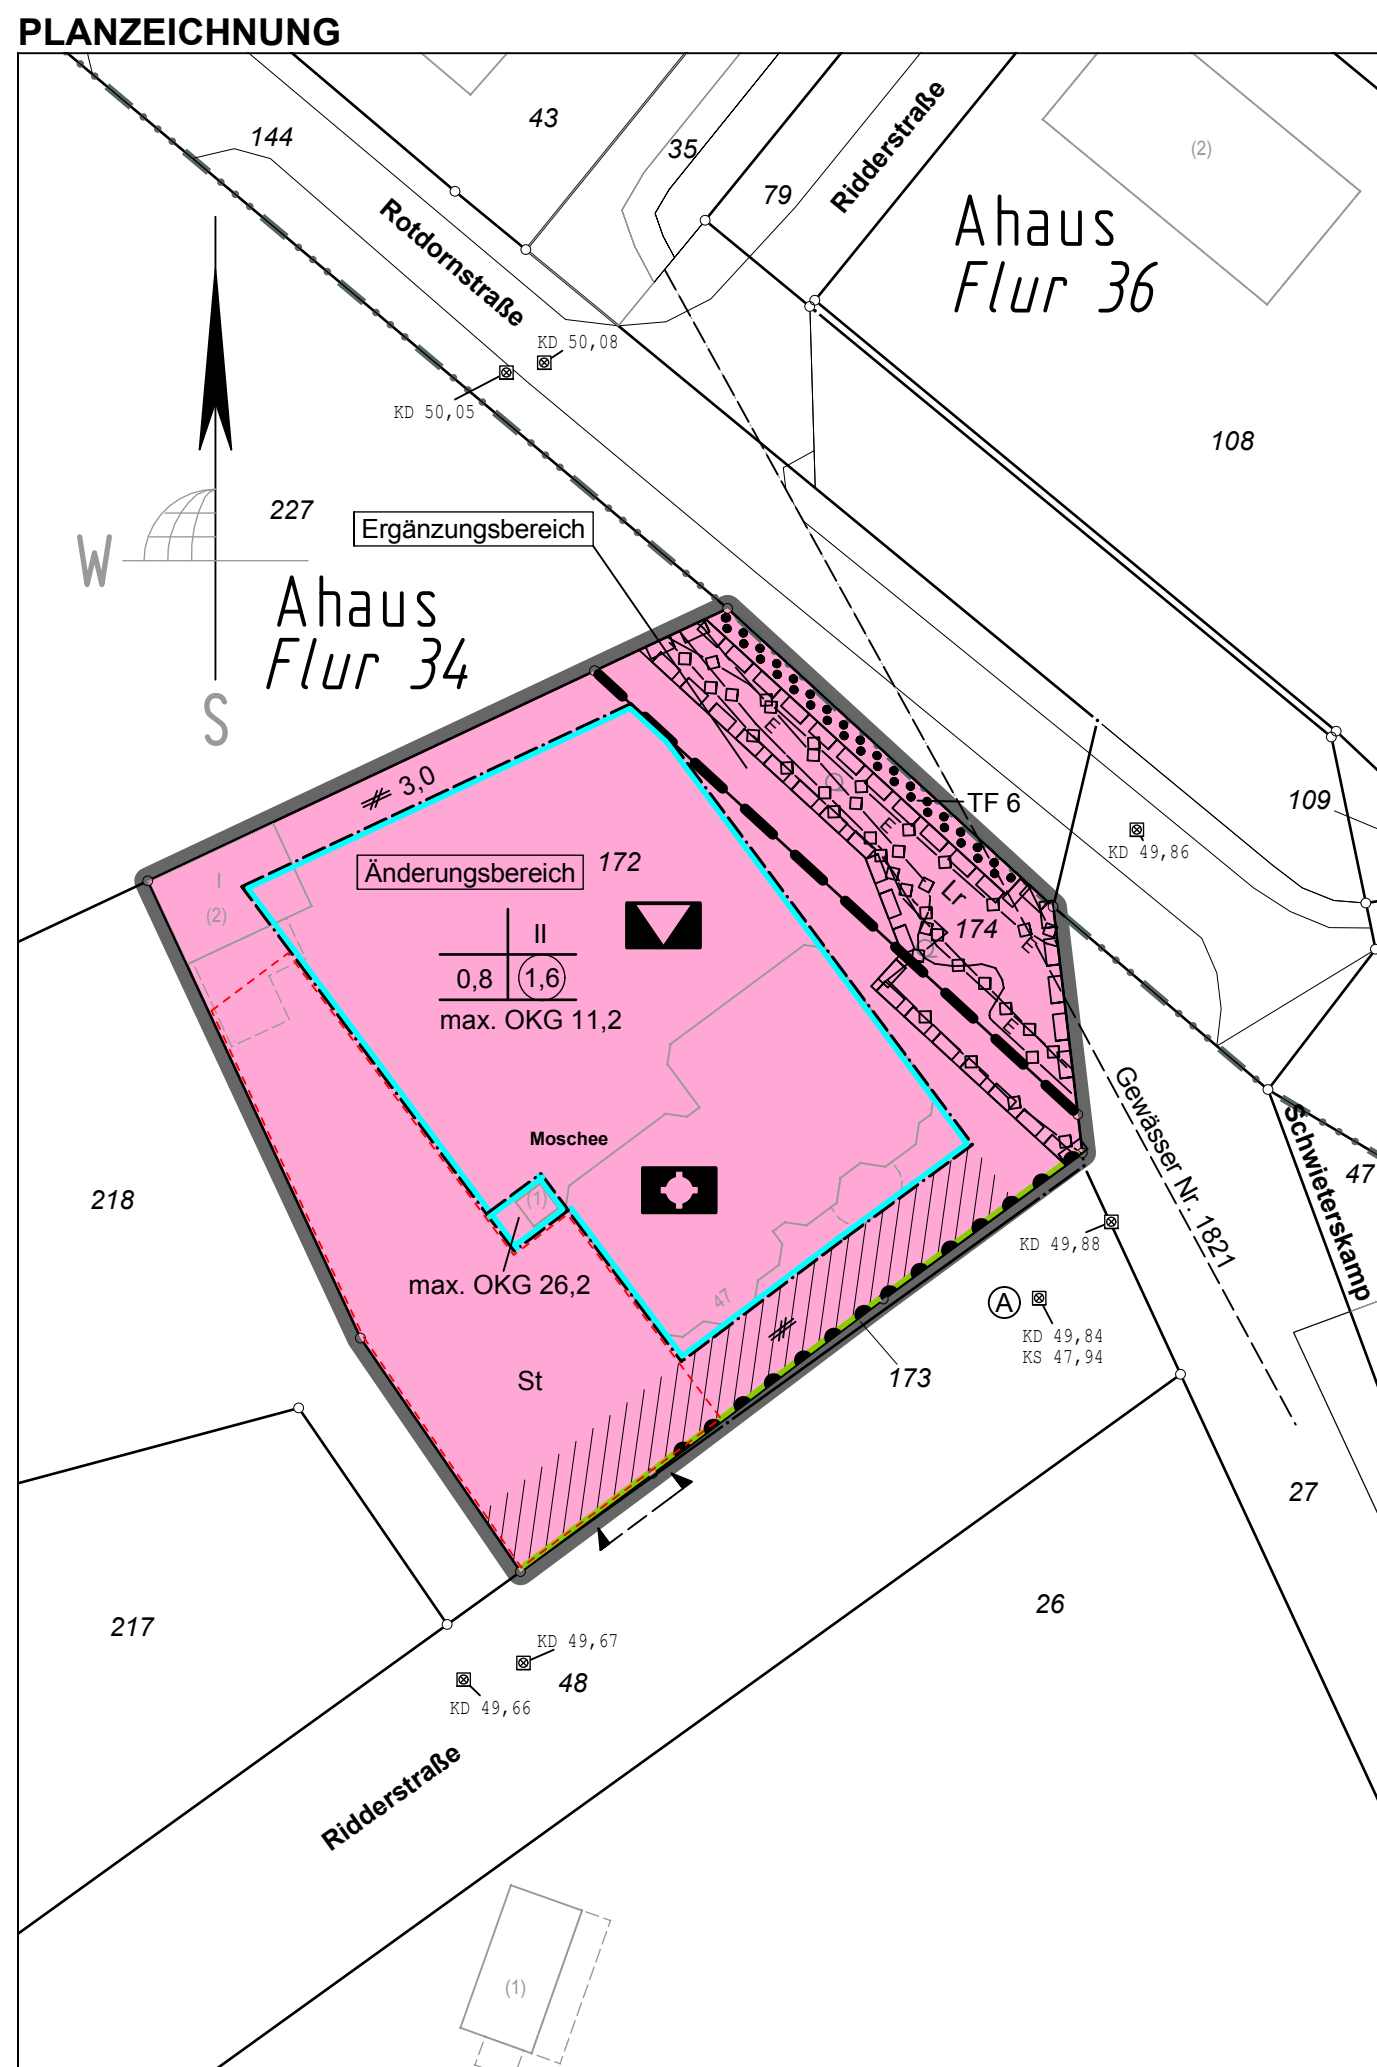 PLANZEICHNUNG
43
144
35
79
Ridderstraße
(2)
Rotdornstraße
Ahaus
Flur 36
KD 50,08
KD 50,05
108
227
Ergänzungsbereich
W
Ahaus
Flur 34
S
3,0
E
TF 6
109
KD 49,86
Änderungsbereich
172
I
(2)
E
Lr
174
E
II
0,8
1,6
max. OKG 11,2
E
Gewässer Nr. 1821
Schwieterskamp
47
Moschee
218
(1)
KD 49,88
max. OKG 26,2
47
A
KD 49,84
KS 47,94
St
173
27
217
26
KD 49,67
48
KD 49,66
Ridderstraße
(1)